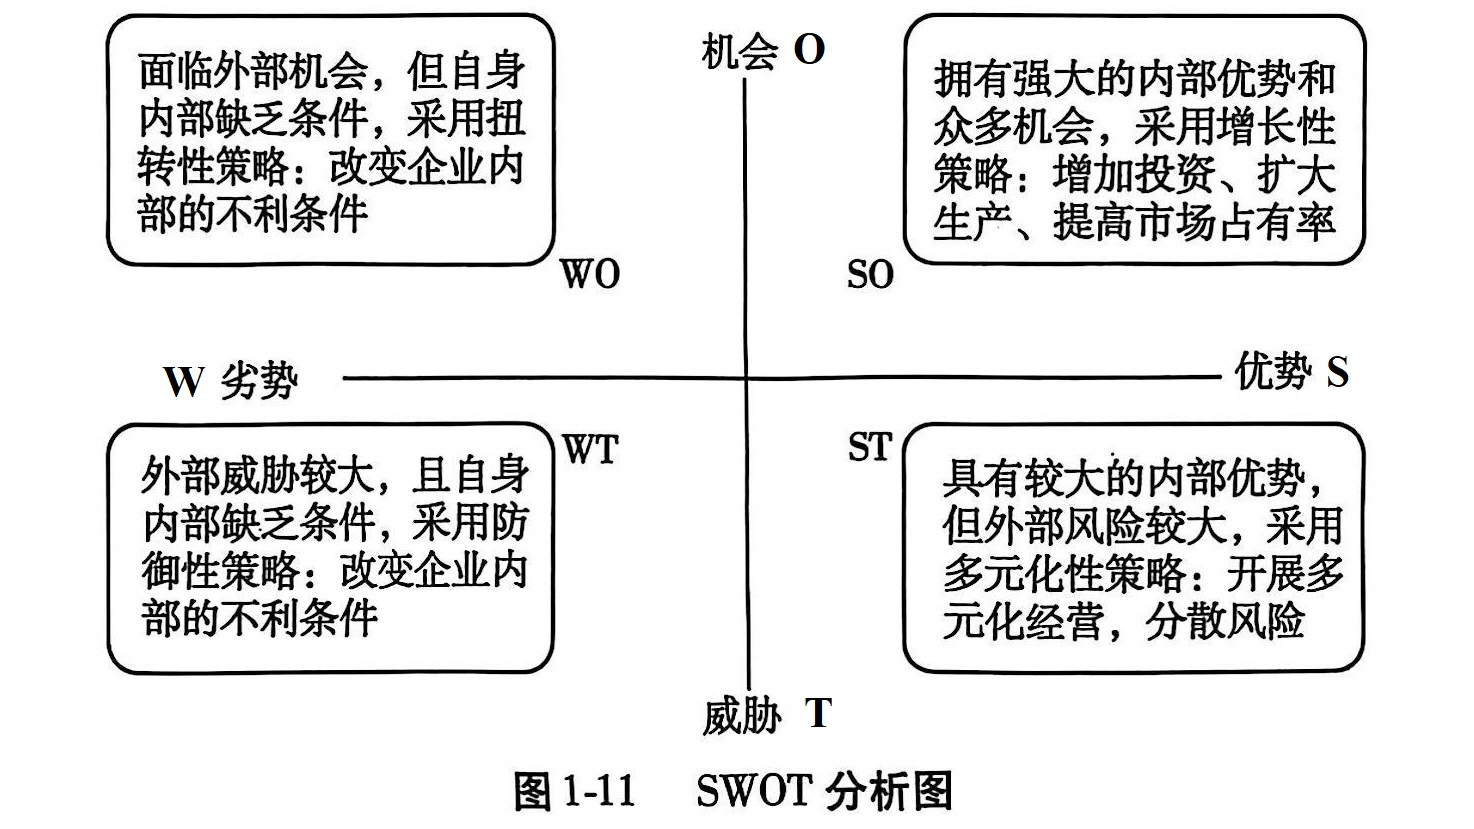 机会 O
面临外部机会，但自身
内部缺乏条件，采用扭
转性策略：改变企业内
部的不利条件
WO
拥有强大的内部优势和
众多机会，采用增长性
策略：增加投资、扩大
生产、提高市场占有率
SO
W 劣势
优势 S
外部威胁较大，且自身
内部缺乏条件，采用防
御性策略：改变企业内
部的不利条件
WT
ST
具有较大的内部优势，
但外部风险较大，采用
多元化性策略：开展多
元化经营，分散风险
威胁 T
图1-11 SWOT 分析图